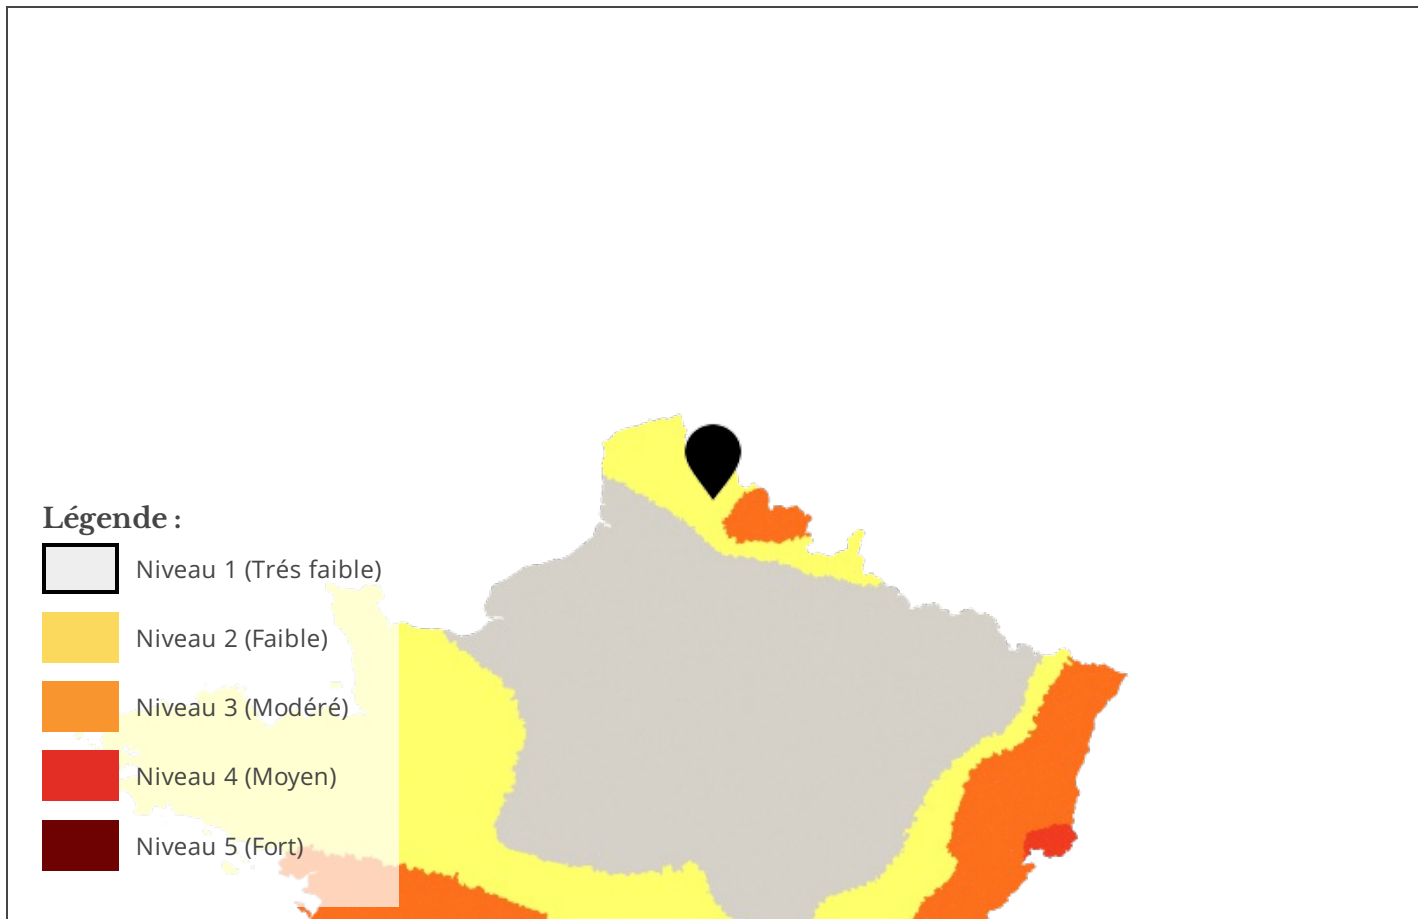 Légende :
Niveau 1 (Trés faible)
Niveau 2 (Faible)
Niveau 3 (Modéré)
Niveau 4 (Moyen)
Niveau 5 (Fort)